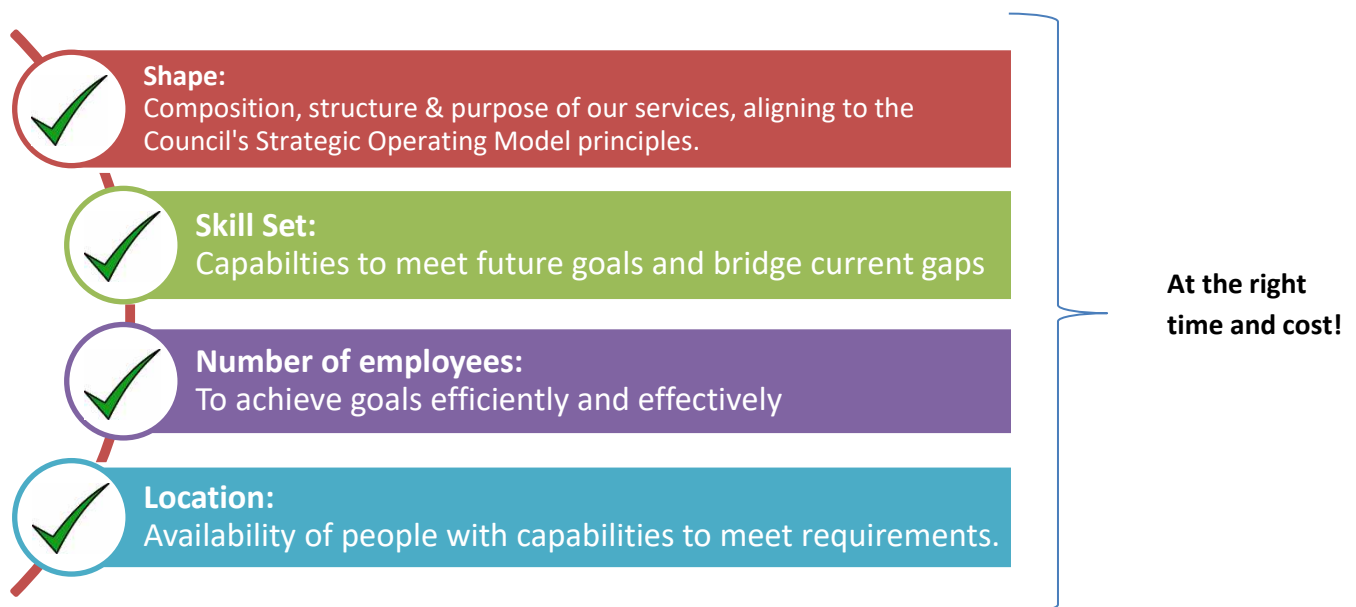 Shape:
Composition, structure & purpose of our services, aligning to the
Council's Strategic Operating Model principles.
Skill Set:
Capabilties to meet future goals and bridge current gaps
Number of employees:
To achieve goals efficiently and effectively
Location:
Availability of people with capabilities to meet requirements.
At the right
time and cost!